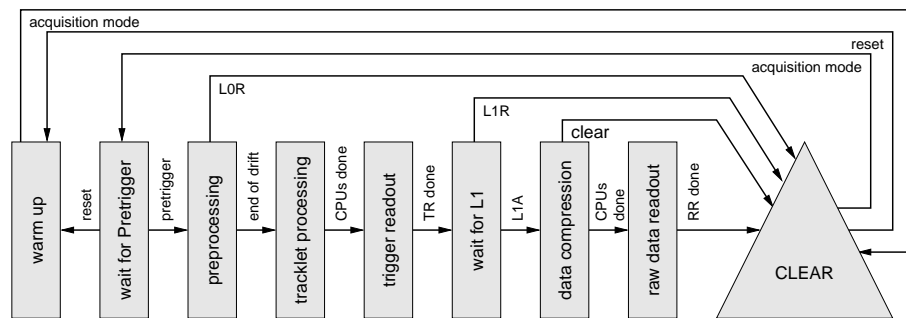 acquisition mode
reset
acquisition mode
L0R
L1R
clear
warm up
reset
wait for Pretrigger
pretrigger
preprocessing
end of drift
tracklet processing
CPUs done
trigger readout
TR done
wait for L1
L1A
data compression
CPUs
done
raw data readout
RR done
CLEAR